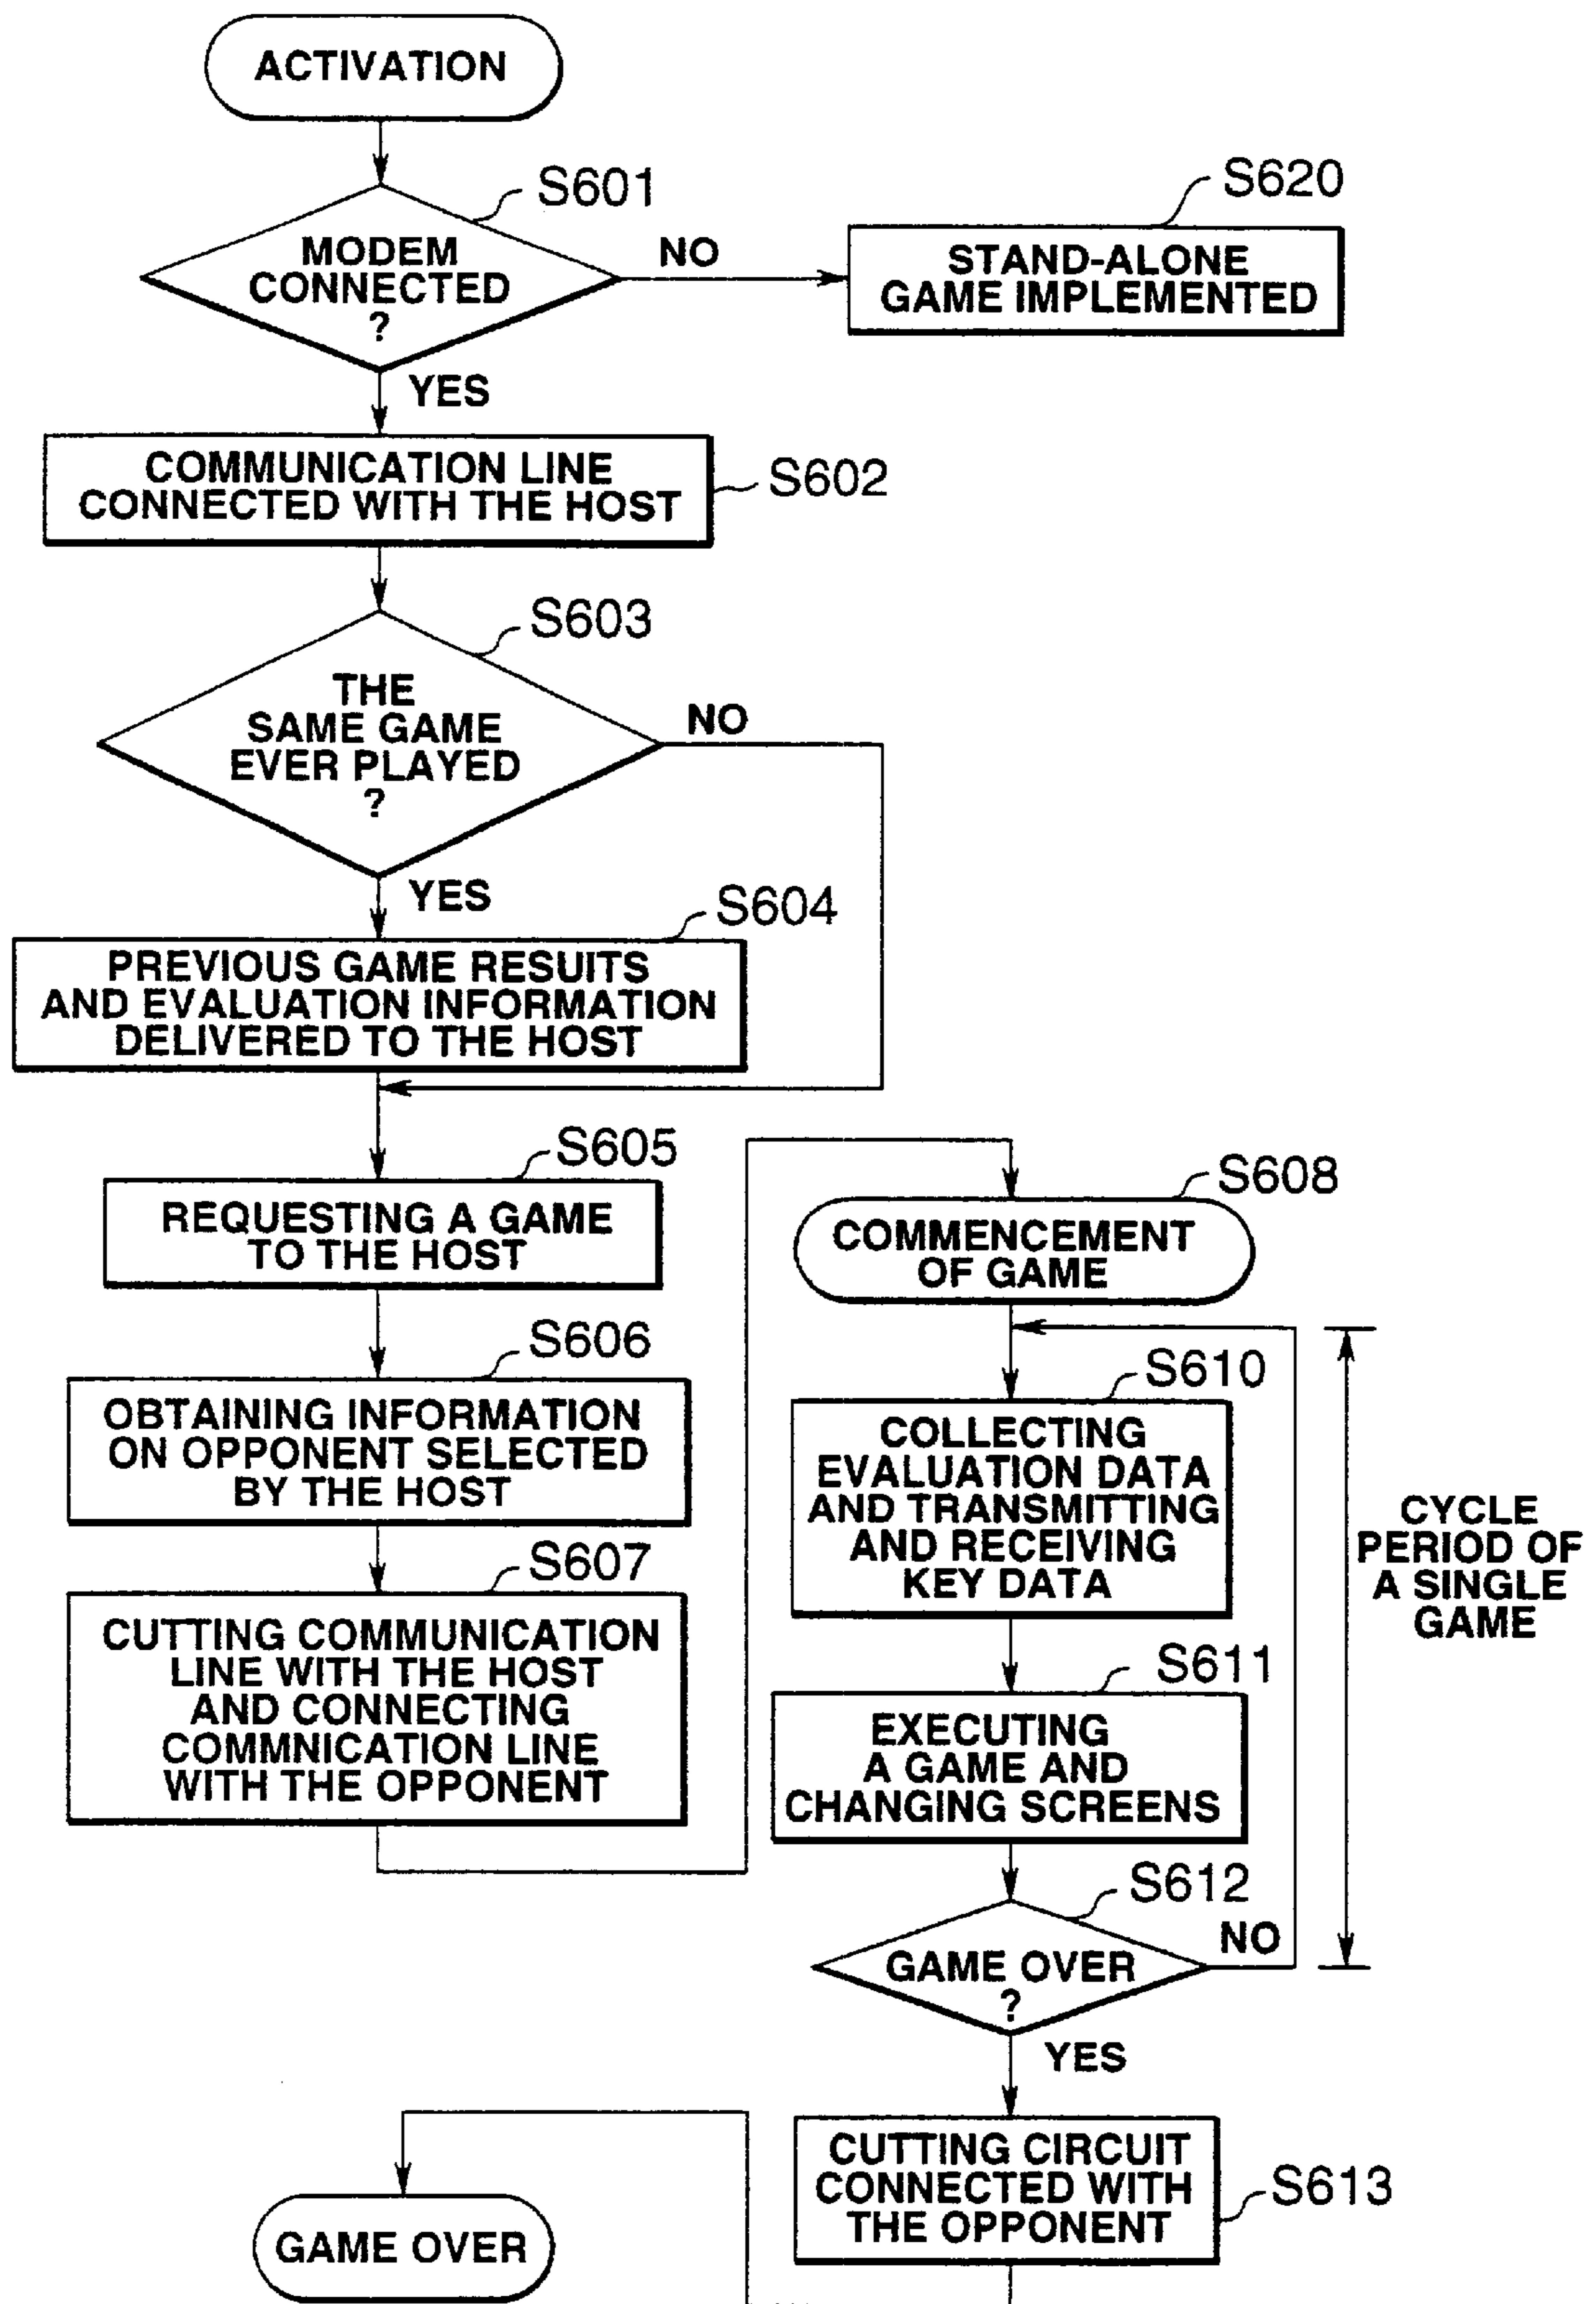 ACTIVATION
S601
MODEM
CONNECTED
?
NO
S620
STAND-ALONE
GAME IMPLEMENTED
YES
COMMUNICATION LINE
CONNECTED WITH THE HOST
S602
S603
THE
SAME GAME
EVER PLAYED
?
NO
YES
S604
PREVIOUS GAME RESUITS
AND EVALUATION INFORMATION
DELIVERED TO THE HOST
S605
REQUESTING A GAME
TO THE HOST
S606
OBTAINING INFORMATION
ON OPPONENT SELECTED
BY THE HOST
S607
CUTTING COMMUNICATION
LINE WITH THE HOST
AND CONNECTING
COMMNICATION LINE
WITH THE OPPONENT
S608
COMMENCEMENT
OF GAME
S610
COLLECTING
EVALUATION DATA
AND TRANSMITTING
AND RECEIVING
KEY DATA
CYCLE
PERIOD OF
A SINGLE
GAME
S611
EXECUTING
A GAME AND
CHANGING SCREENS
S612
GAME OVER
?
NO
YES
CUTTING CIRCUIT
CONNECTED WITH
THE OPPONENT
S613
GAME OVER